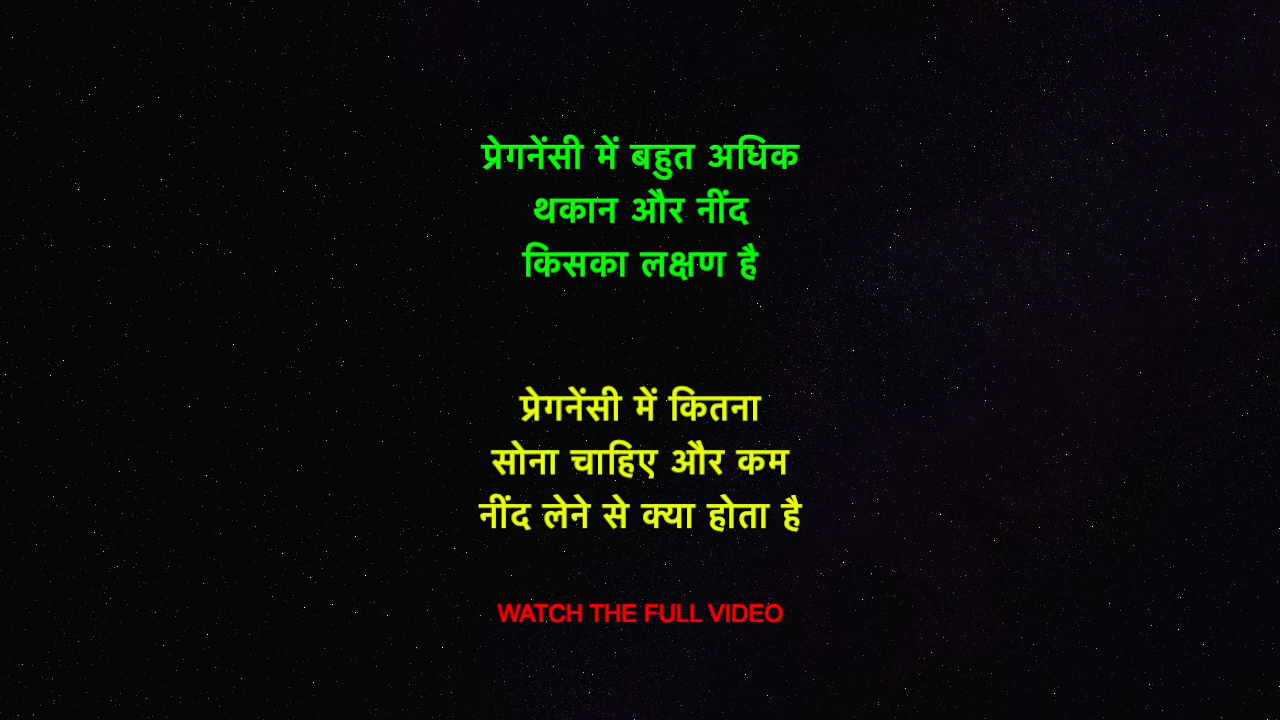 प्रेगनेंसी में बहुत अधिक
थकान और नींद
किसका लक्षण है
प्रेगनेंसी में कितना
सोना चाहिए और कम
नींद लेने से क्या होता है
WATCH THE FULL VIDEO